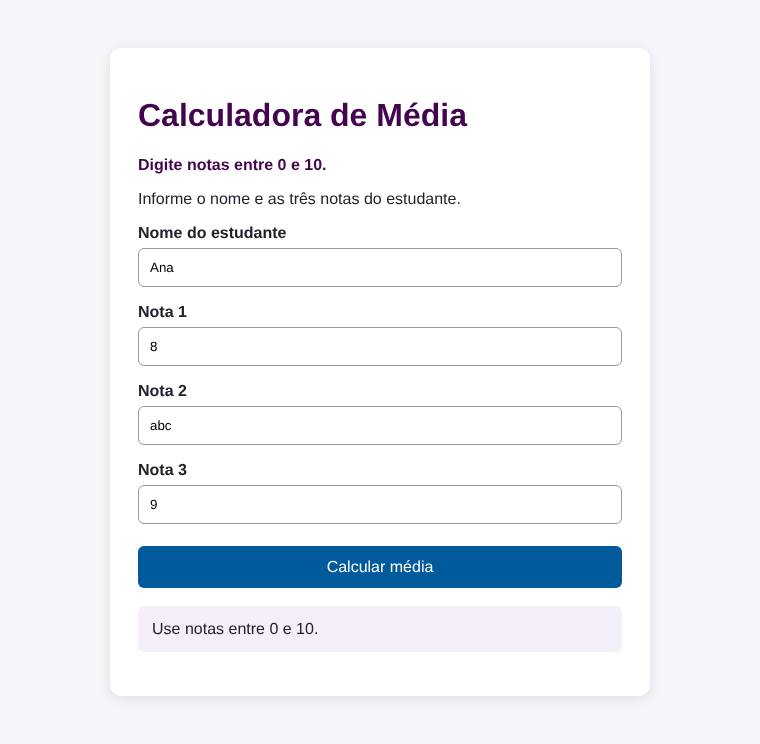 Calculadora de Média
Digite notas entre 0 e 10.
Informe o nome e as três notas do estudante.
Nome do estudante
Ana
Nota 1
8
Nota 2
abc
Nota 3
9
Calcular média
Use notas entre 0 e 10.